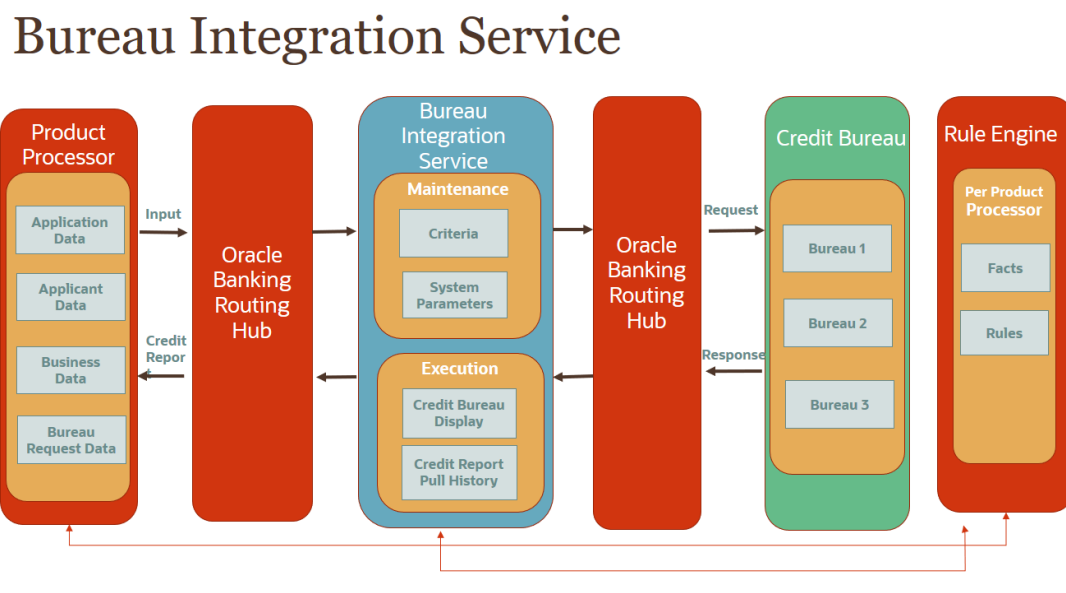 Bureau Integration Service
Product
Processor
Application
Data
Applicant
Data
Business
Data
Bureau
Request Data
Input
Credit
Repor
t
Oracle
Banking
Routing
Hub
Bureau
Integration
Service
Maintenance
Criteria
System
Parameters
Execution
Credit Bureau
Display
Credit Report
Pull History
Oracle
Banking
Routing
Hub
Request
Response
Credit Bureau
Bureau 1
Bureau 2
Bureau 3
Rule Engine
Per Product
Processor
Facts
Rules